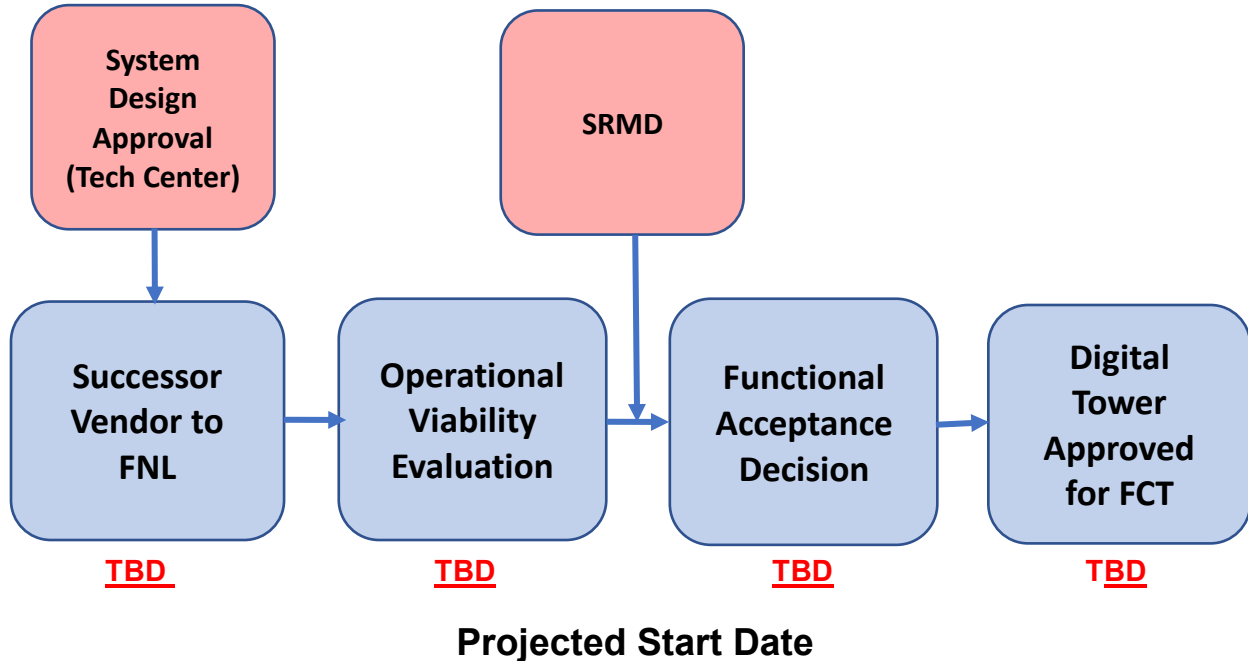 System
Design
Approval
(Tech Center)
SRMD
Successor
Vendor to
FNL
Operational
Viability
Evaluation
Functional
Acceptance
Decision
Digital
Tower
Approved
for FCT
TBD
TBD
TBD
TBD
Projected Start Date